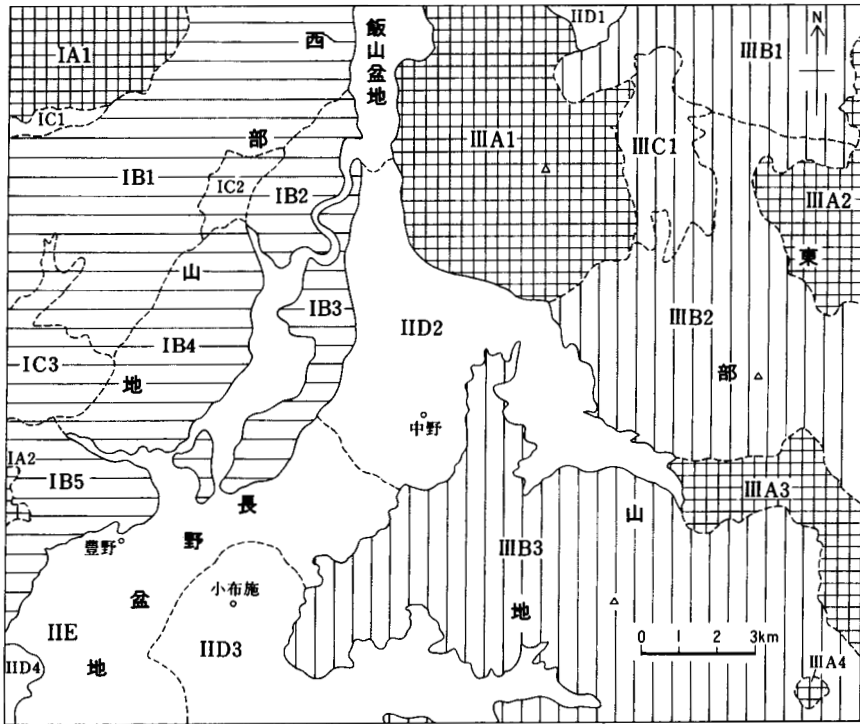 IA1
西
飯山盆地
IID1
N
IIIB1
IC1
部
IIIA1
IIIC1
IB1
IC2
IB2
IIIA2
東
山
IB3
IID2
IIIB2
IC3
IB4
地
部
中野
IA2
IB5
長
IIIA3
山
豊野
野
IIIB3
小布施
盆
地
0 1 2 3km
IIE
IID3
IID4
地
IIIA4